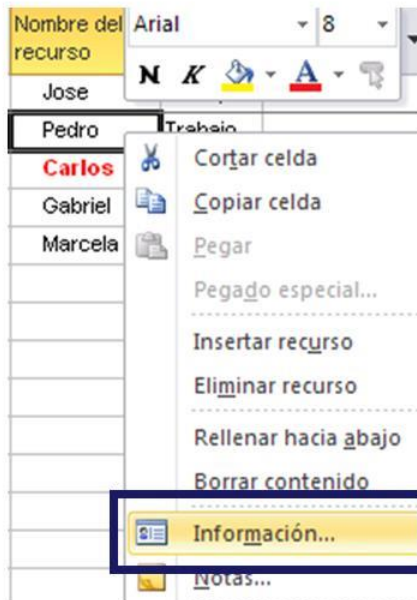 Nombre del recurso
Arial 8
N K A
Jose
Pedro Trabajo
Carlos
Gabriel
Marcela
Cortar celda
Copiar celda
Pegar
Pegado especial...
Insertar recurso
Eliminar recurso
Rellenar hacia abajo
Borrar contenido
Información...
Notas...